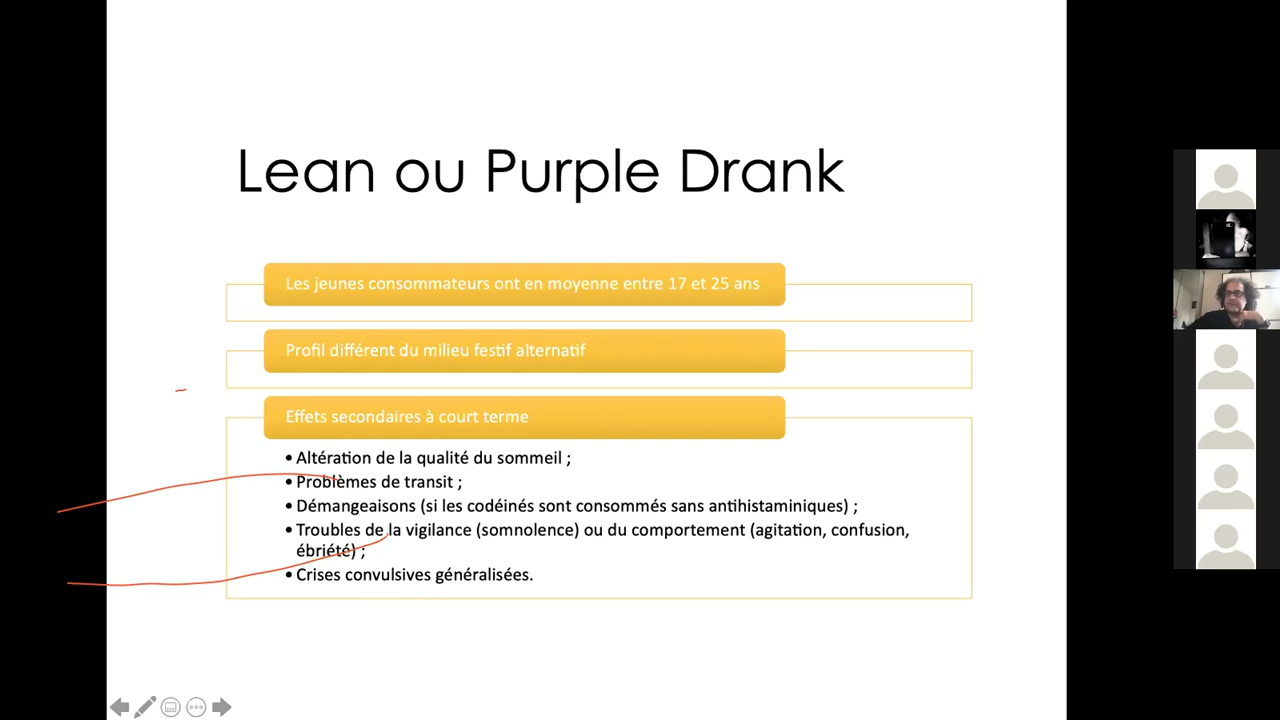 Lean ou Purple Drank
Les jeunes consommateurs ont en moyenne entre 17 et 25 ans
Profil différent du milieu festif alternatif
Effets secondaires à court terme
• Altération de la qualité du sommeil ;
• Problèmes de transit ;
• Démangeaisons (si les codéinés sont consommés sans antihistaminiques) ;
• Troubles de la vigilance (somnolence) ou du comportement (agitation, confusion,
ébriété) ;
• Crises convulsives généralisées.